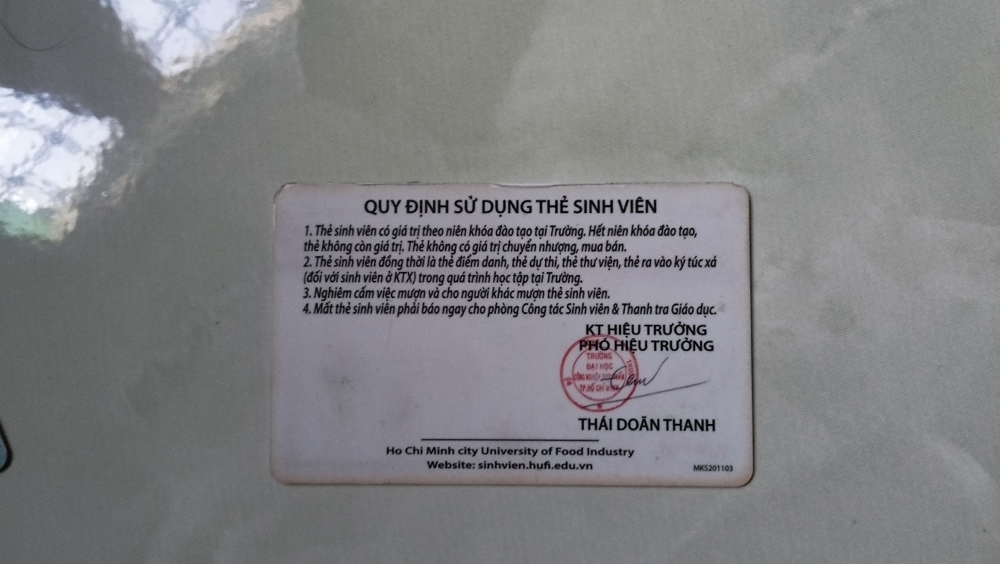 QUY ĐỊNH SỬ DỤNG THẺ SINH VIÊN
1. Thẻ sinh viên có giá trị theo niên khóa đào tạo tại Trường. Hết niên khóa đào tạo,
thẻ không còn giá trị. Thẻ không có giá trị chuyển nhượng, mua bán.
2. Thẻ sinh viên đồng thời là thẻ điểm danh, thẻ dự thi, thẻ thư viện, thẻ ra vào ký túc xá
(đối với sinh viên ở KTX) trong quá trình học tập tại Trường.
3. Nghiêm cấm việc mượn và cho người khác mượn thẻ sinh viên.
4. Mất thẻ sinh viên phải báo ngay cho phòng Công tác Sinh viên & Thanh tra Giáo dục.
KT HIỆU TRƯỞNG
PHÓ HIỆU TRƯỞNG
TRƯỜNG
ĐẠI HỌC
CÔNG NGHIỆP THỰC PHẨM
TP.HỒ CHÍ MINH
THÁI DOÃN THANH
Ho Chi Minh city University of Food Industry
Website: sinhvien.hufi.edu.vn
MKS201103